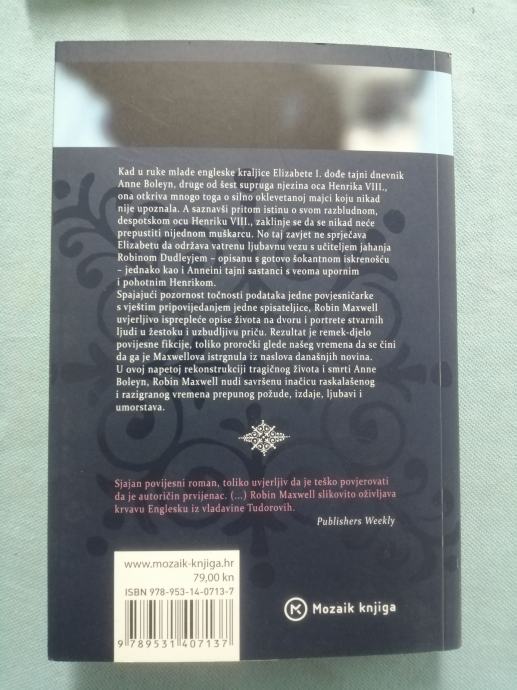 Kad u ruke mlade engleske kraljice Elizabete I. dođe tajni dnevnik
Anne Boleyn, druge od šest supruga njezina oca Henrika VIII.,
ona otkriva mnogo toga o silno oklevetanoj majci koju nikad
nije upoznala. A saznavši pritom istinu o svom razbludnom,
despotskom ocu Henriku VIII., zaklinje se da se nikad neće
prepustiti nijednom muškarcu. No taj zavjet ne sprječava
Elizabetu da održava vatrenu ljubavnu vezu s učiteljem jahanja
Robinom Dudleyjem – opisanu s gotovo šokantnom iskrenošću
– jednako kao i Anneini tajni sastanci s veoma upornim
i pohotnim Henrikom.
Spajajući pozornost točnosti podataka jedne povjesničarke
s vještim pripovijedanjem jedne spisateljice, Robin Maxwell
uvjerljivo isprepleće opise života na dvoru i portrete stvarnih
ljudi u žestoku i uzbudljivu priču. Rezultat je remek-djelo
povijesne fikcije, toliko proročki glede našeg vremena da se čini
da ga je Maxwellova istrgnula iz naslova današnjih novina.
U ovoj napetoj rekonstrukciji tragičnog života i smrti Anne
Boleyn, Robin Maxwell nudi savršenu inačicu raskalašenog
i razigranog vremena prepunog požude, izdaje, ljubavi i
umorstava.
Sjajan povijesni roman, toliko uvjerljiv da je teško povjerovati
da je autoričin prvijenac. (...) Robin Maxwell slikovito oživljava
krvavu Englesku iz vladavine Tudorovih.
Publishers Weekly
www.mozaik-knjiga.hr
79,00 kn
ISBN 978-953-14-0713-7
9 789531 407137
Mozaik knjiga